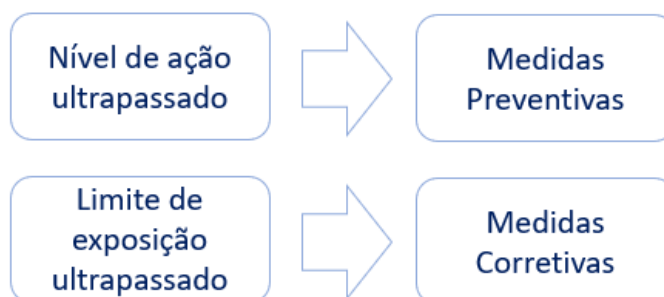 Nível de ação
ultrapassado
Medidas
Preventivas
Limite de
exposição
ultrapassado
Medidas
Corretivas